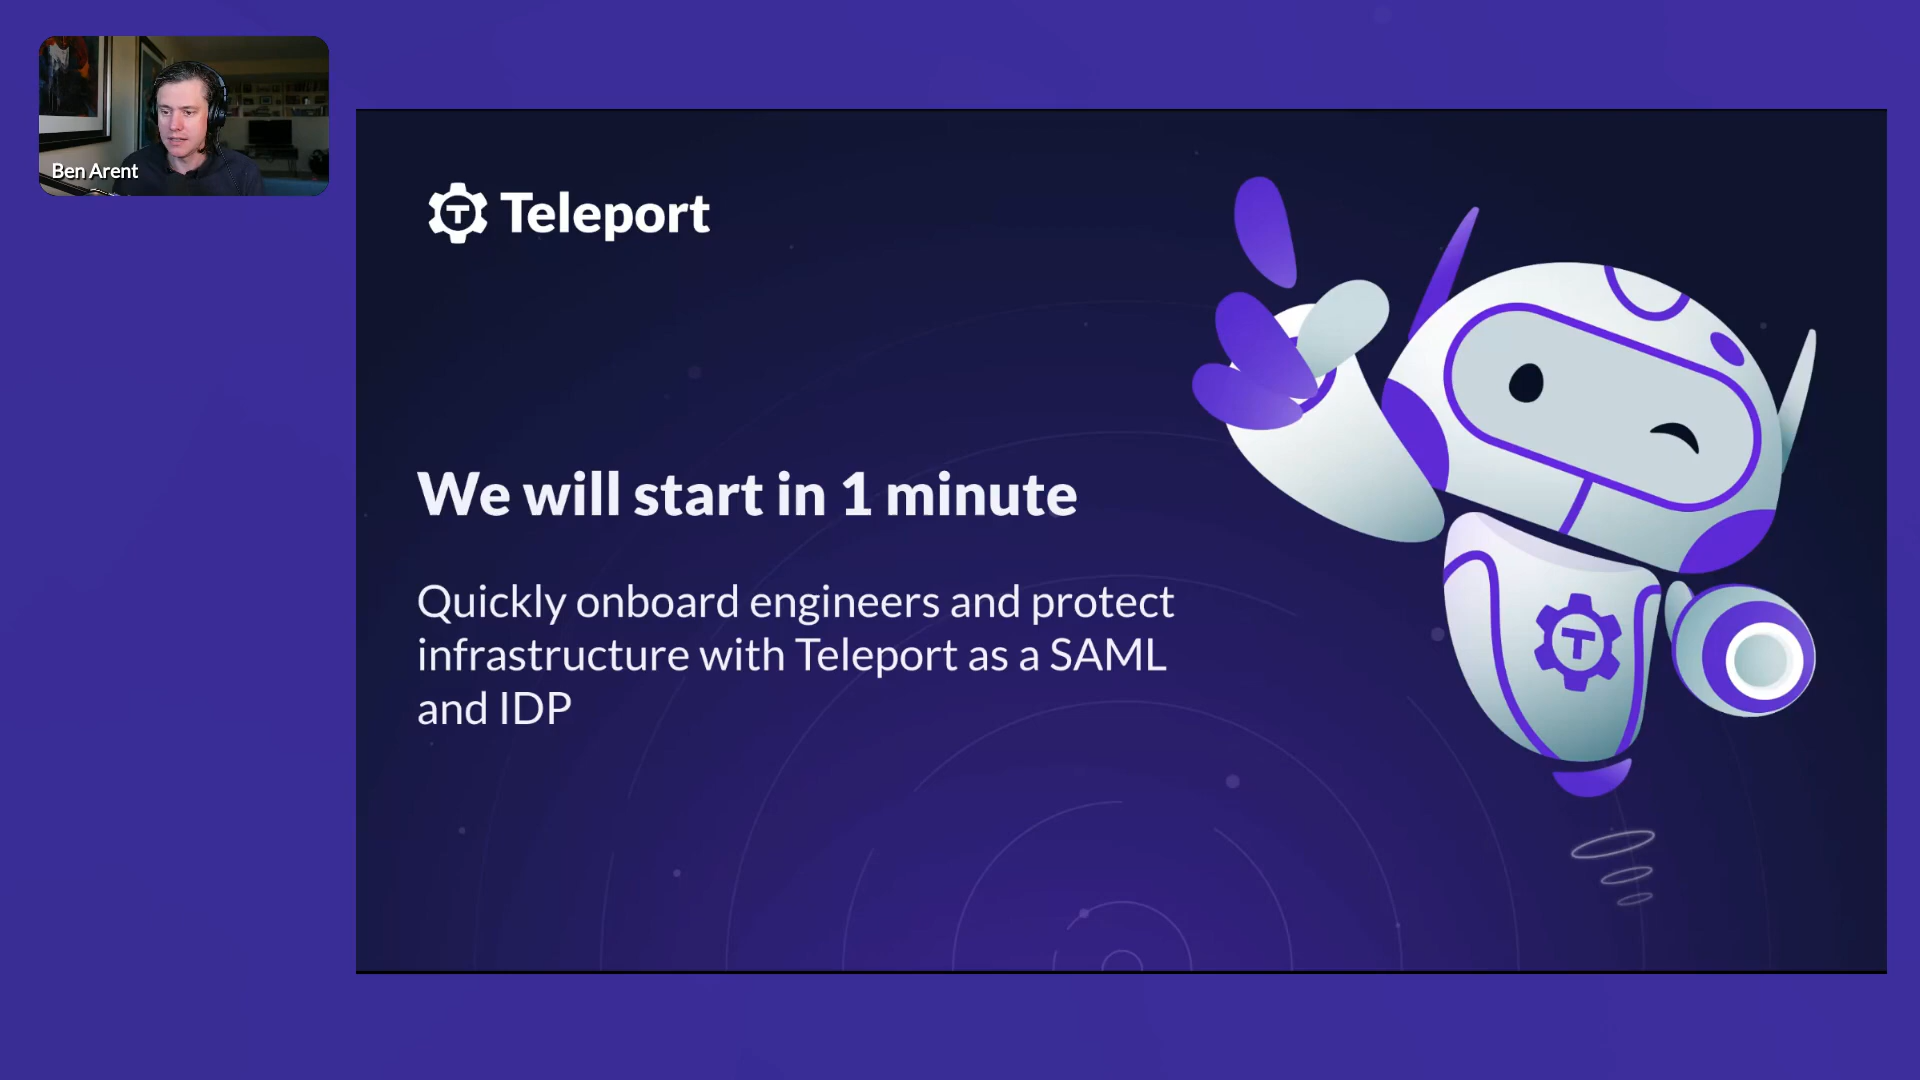 Ben Arent
Teleport
We will start in 1 minute
Quickly onboard engineers and protect
infrastructure with Teleport as a SAML
and IDP
T